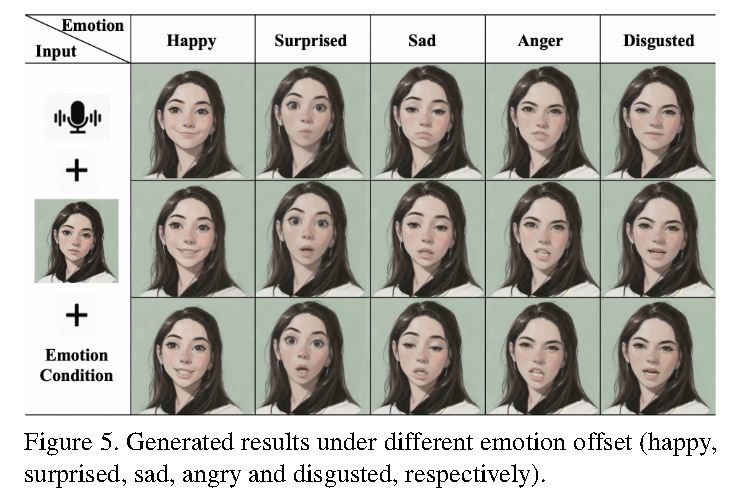 Emotion
Input
Happy
Surprised
Sad
Anger
Disgusted
Emotion
Condition
Figure 5. Generated results under different emotion offset (happy,
surprised, sad, angry and disgusted, respectively).